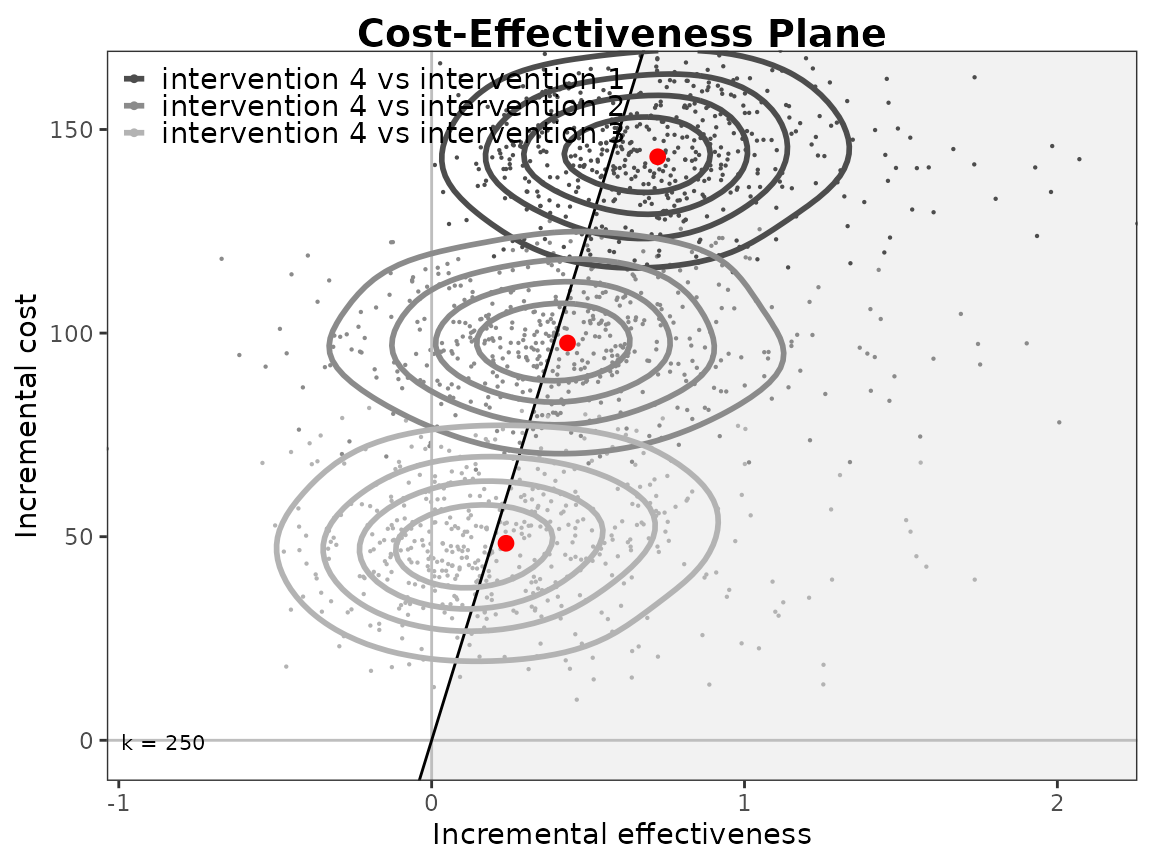 Cost-Effectiveness Plane
intervention 4 vs intervention 1
intervention 4 vs intervention 2
intervention 4 vs intervention 3
150
100
50
0
Incremental cost
k = 250
-1 0 1 2
Incremental effectiveness